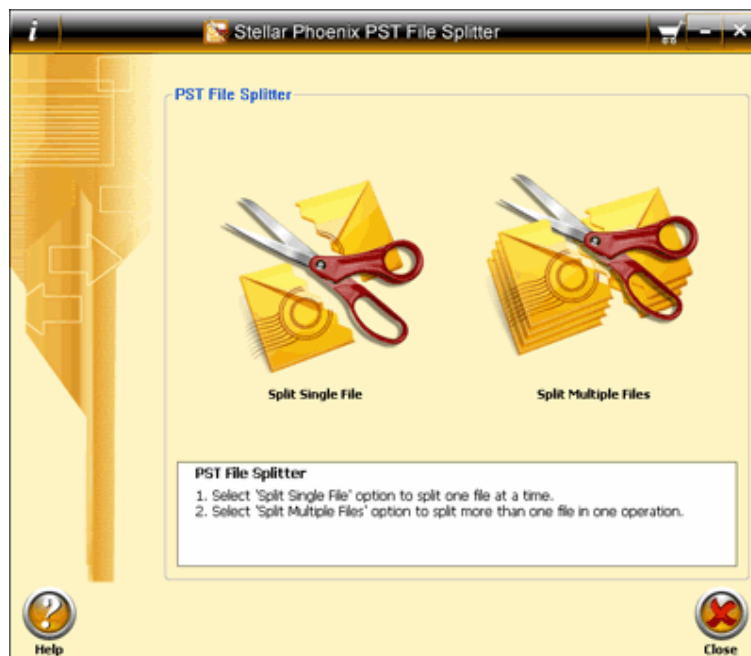 i
Stellar Phoenix PST File Splitter
PST File Splitter
Split Single File
Split Multiple Files
PST File Splitter
1. Select 'Split Single File' option to split one file at a time.
2. Select 'Split Multiple Files' option to split more than one file in one operation.
?
Help
Close